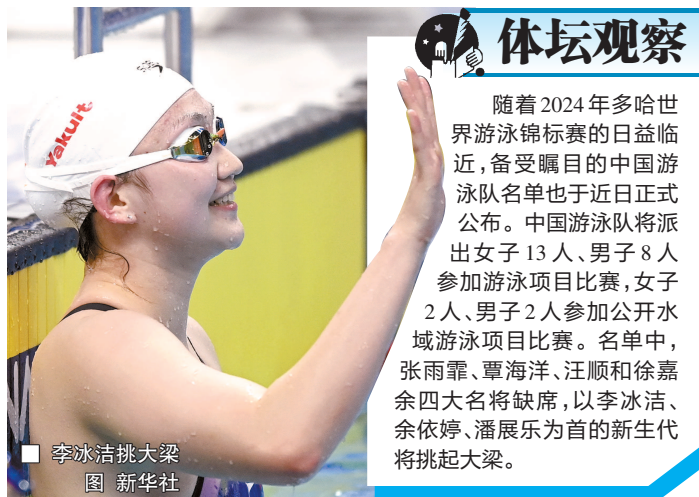 体坛观察
随着2024年多哈世
界游泳锦标赛的日益临
近,备受瞩目的中国游
泳队名单也于近日正式
公布。中国游泳队将派
出女子13人、男子8人
参加游泳项目比赛,女子
2人、男子2人参加公开水
域游泳项目比赛。名单中,
张雨霏、覃海洋、汪顺和徐嘉
余四大名将缺席,以李冰洁、
余依婷、潘展乐为首的新生代
将挑起大梁。
Yakult
■ 李冰洁挑大梁
图 新华社